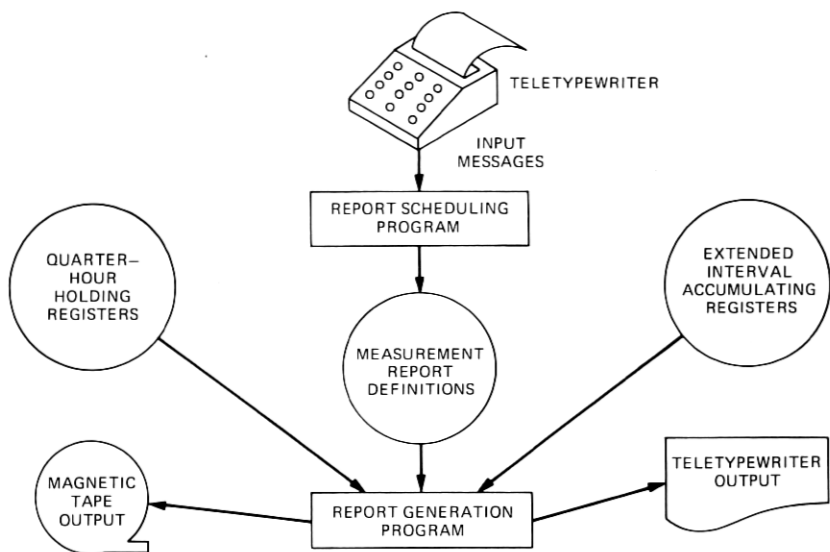 TELETYPEWRITER
INPUT
MESSAGES
REPORT SCHEDULING
PROGRAM
QUARTER–
HOUR
HOLDING
REGISTERS
EXTENDED
INTERVAL
ACCUMULATING
REGISTERS
MEASUREMENT
REPORT
DEFINITIONS
MAGNETIC
TAPE
OUTPUT
REPORT GENERATION
PROGRAM
TELETYPEWRITER
OUTPUT